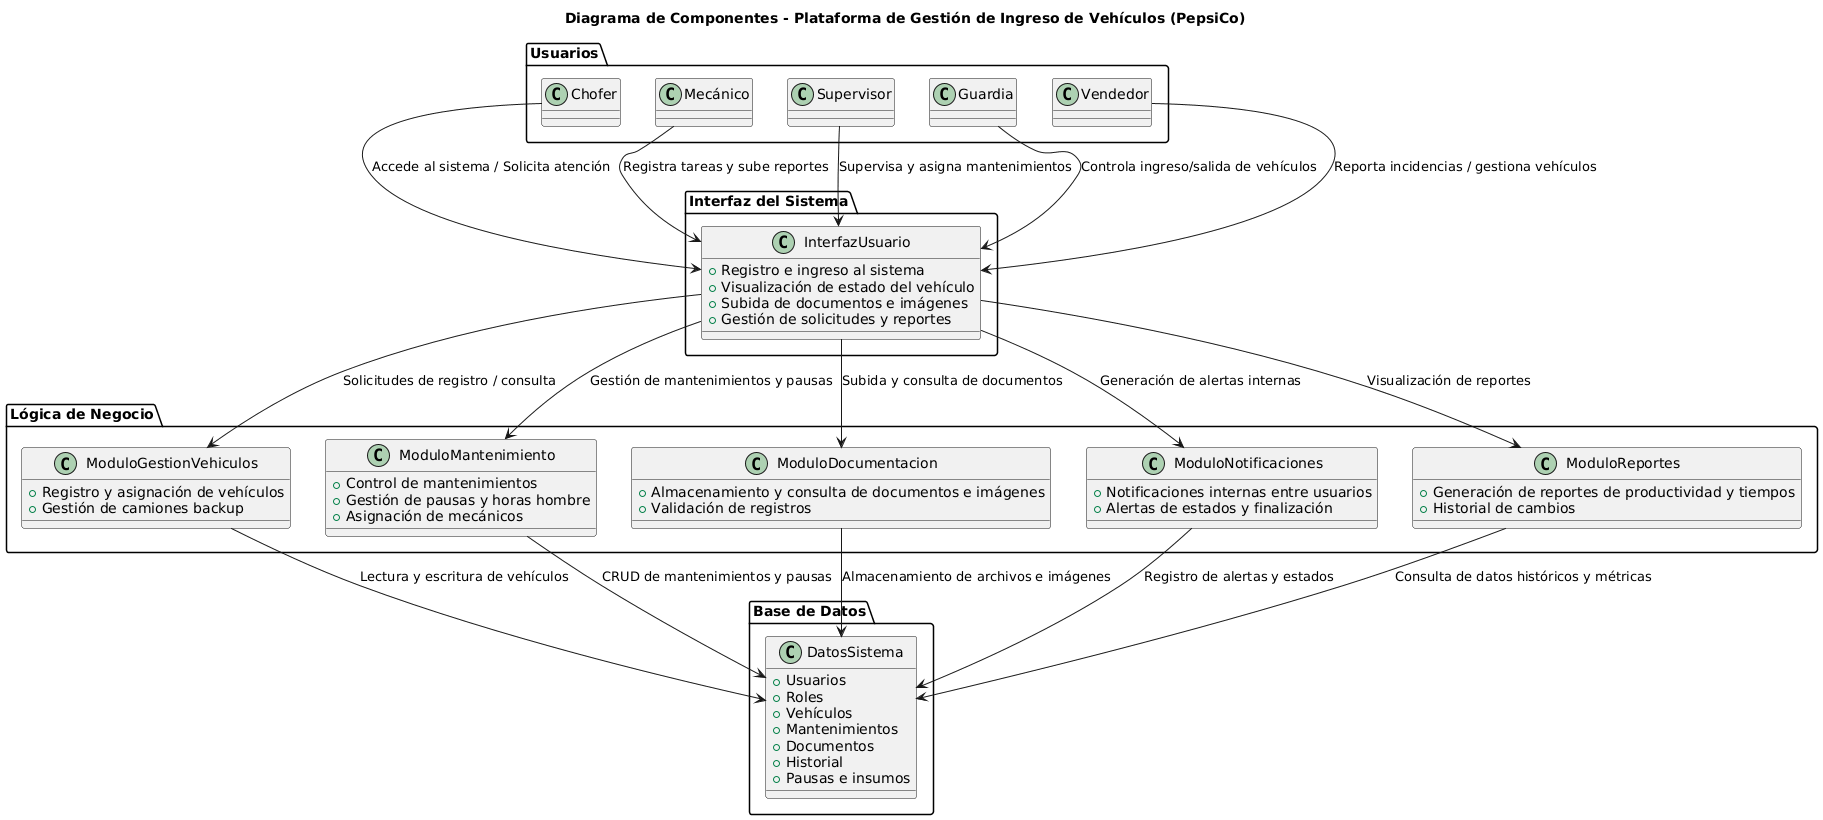 Diagrama de Componentes - Plataforma de Gestión de Ingreso de Vehículos (PepsiCo)
Usuarios
C Chofer
C Mecánico
C Supervisor
C Guardia
C Vendedor
Accede al sistema / Solicita atención
Registra tareas y sube reportes
Supervisa y asigna mantenimientos
Controla ingreso/salida de vehículos
Reporta incidencias / gestiona vehículos
Interfaz del Sistema
C InterfazUsuario
Registro e ingreso al sistema
Visualización de estado del vehículo
Subida de documentos e imágenes
Gestión de solicitudes y reportes
Solicitudes de registro / consulta
Gestión de mantenimientos y pausas
Subida y consulta de documentos
Generación de alertas internas
Visualización de reportes
Lógica de Negocio
C ModuloGestionVehiculos
Registro y asignación de vehículos
Gestión de camiones backup
C ModuloMantenimiento
Control de mantenimientos
Gestión de pausas y horas hombre
Asignación de mecánicos
C ModuloDocumentacion
Almacenamiento y consulta de documentos e imágenes
Validación de registros
C ModuloNotificaciones
Notificaciones internas entre usuarios
Alertas de estados y finalización
C ModuloReportes
Generación de reportes de productividad y tiempos
Historial de cambios
Lectura y escritura de vehículos
CRUD de mantenimientos y pausas
Almacenamiento de archivos e imágenes
Registro de alertas y estados
Consulta de datos históricos y métricas
Base de Datos
C DatosSistema
Usuarios
Roles
Vehículos
Mantenimientos
Documentos
Historial
Pausas e insumos